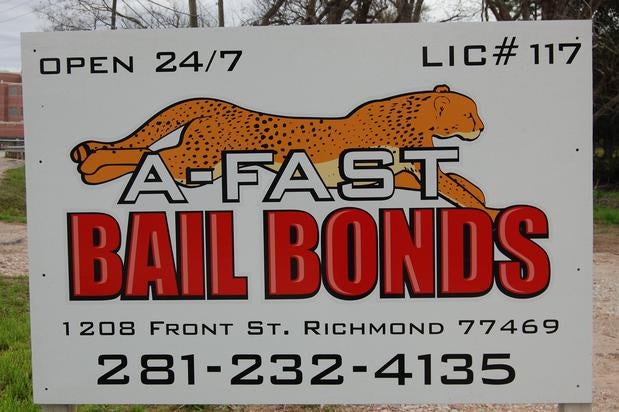 OPEN 24/7 LIC# 117
A-FAST
BAIL BONDS
1208 FRONT ST. RICHMOND 77469
281-232-4135